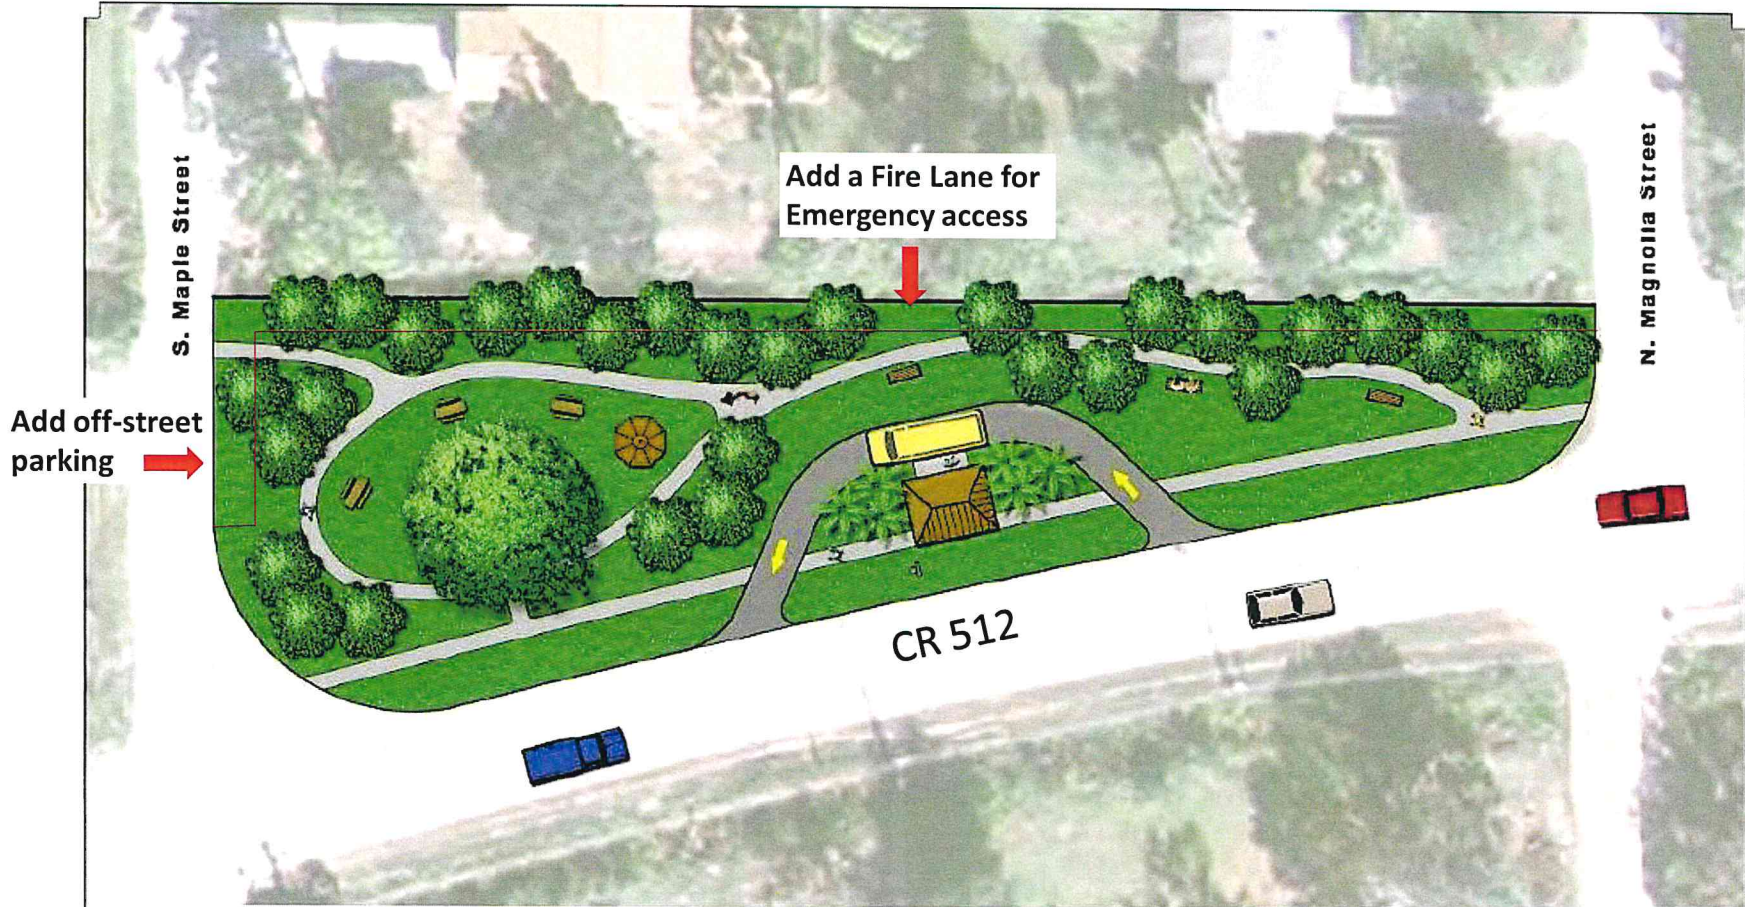 Add a Fire Lane for
Emergency access
S. Maple Street
N. Magnolia Street
Add off-street
parking
CR 512